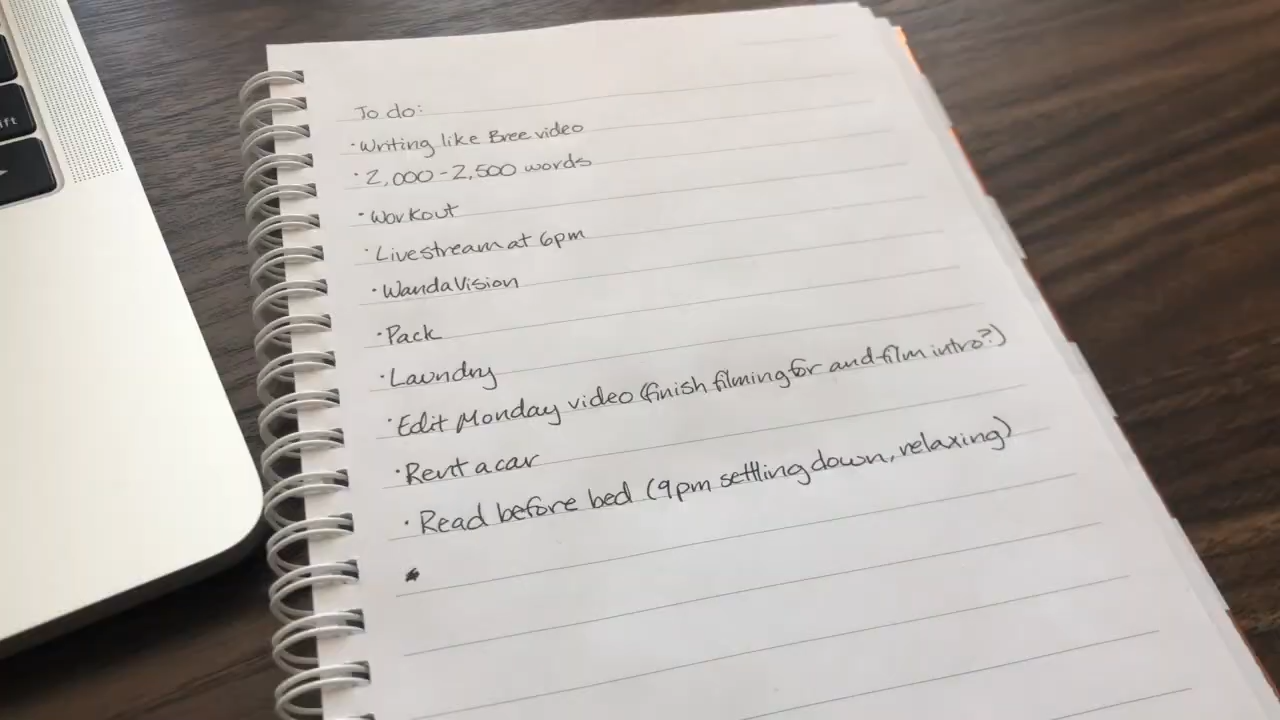 To do:
· Writing like Bree video
· 2,000 - 2,500 words
· Workout
· Livestream at 6pm
· WandaVision
· Pack
· Laundry
· Edit Monday video (finish filming for and film intro?)
· Rent a car
· Read before bed (9pm settling down, relaxing)
ift